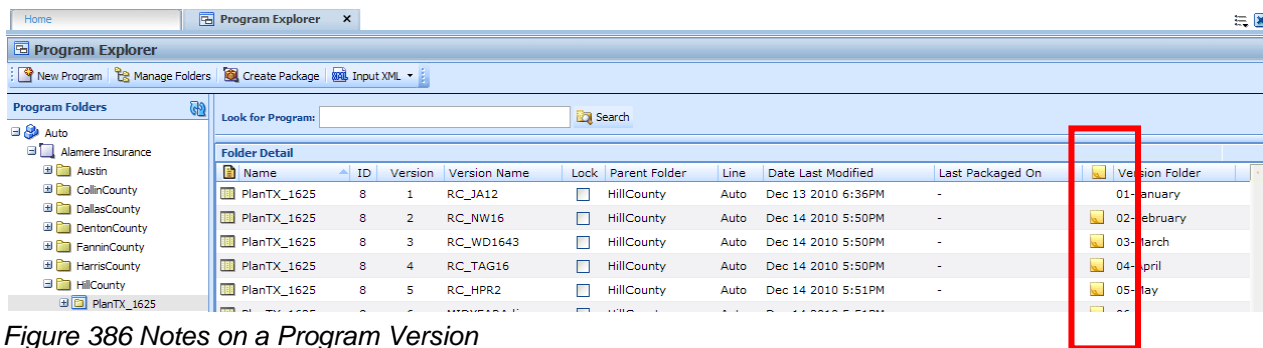 Home Program Explorer x
Program Explorer
New Program Manage Folders Create Package XML Input XML
Program Folders
Look for Program: Search
Auto
Alamere Insurance
Austin
CollinCounty
DallasCounty
DentonCounty
FanninCounty
HarrisCounty
HillCounty
PlanTX_1625
Folder Detail
Name ID Version Version Name Lock Parent Folder Line Date Last Modified Last Packaged On Version Folder
PlanTX_1625 8 1 RC_JA12 HillCounty Auto Dec 13 2010 6:36PM - 01-January
PlanTX_1625 8 2 RC_NW16 HillCounty Auto Dec 14 2010 5:50PM - 02-February
PlanTX_1625 8 3 RC_WD1643 HillCounty Auto Dec 14 2010 5:50PM - 03-March
PlanTX_1625 8 4 RC_TAG16 HillCounty Auto Dec 14 2010 5:50PM - 04-April
PlanTX_1625 8 5 RC_HPR2 HillCounty Auto Dec 14 2010 5:51PM - 05-May
Figure 386 Notes on a Program Version